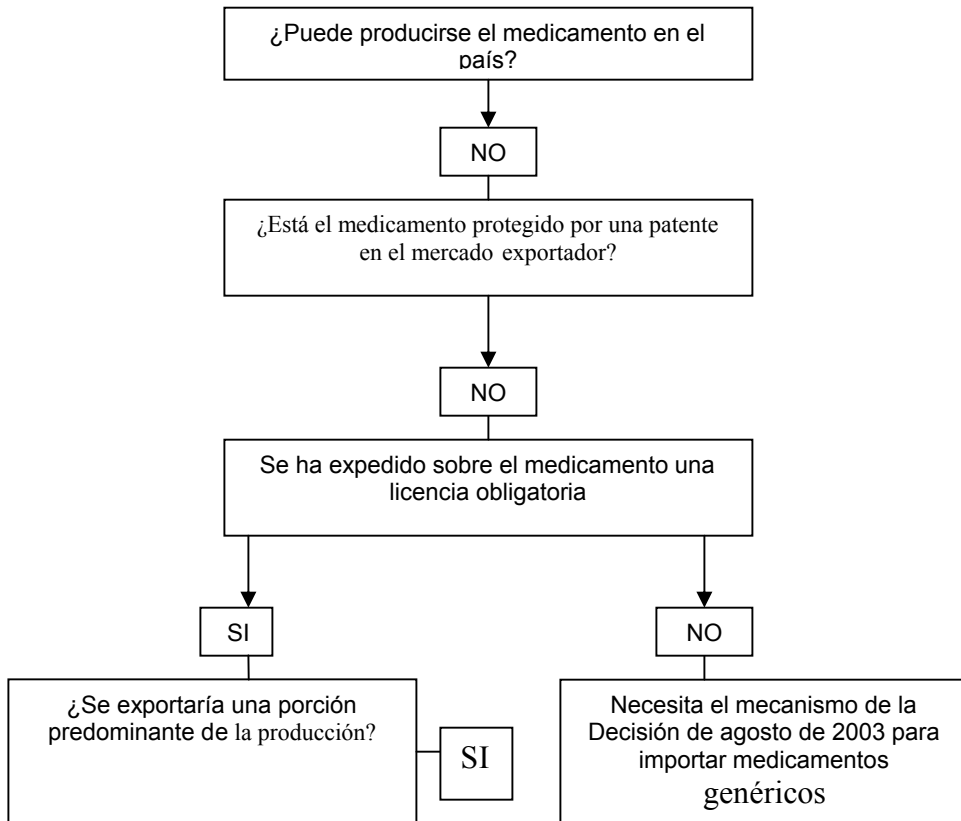 ¿Puede producirse el medicamento en el
país?
NO
¿Está el medicamento protegido por una patente
en el mercado exportador?
NO
Se ha expedido sobre el medicamento una
licencia obligatoria
SI
NO
¿Se exportaría una porción
predominante de la producción?
SI
Necesita el mecanismo de la
Decisión de agosto de 2003 para
importar medicamentos
genéricos